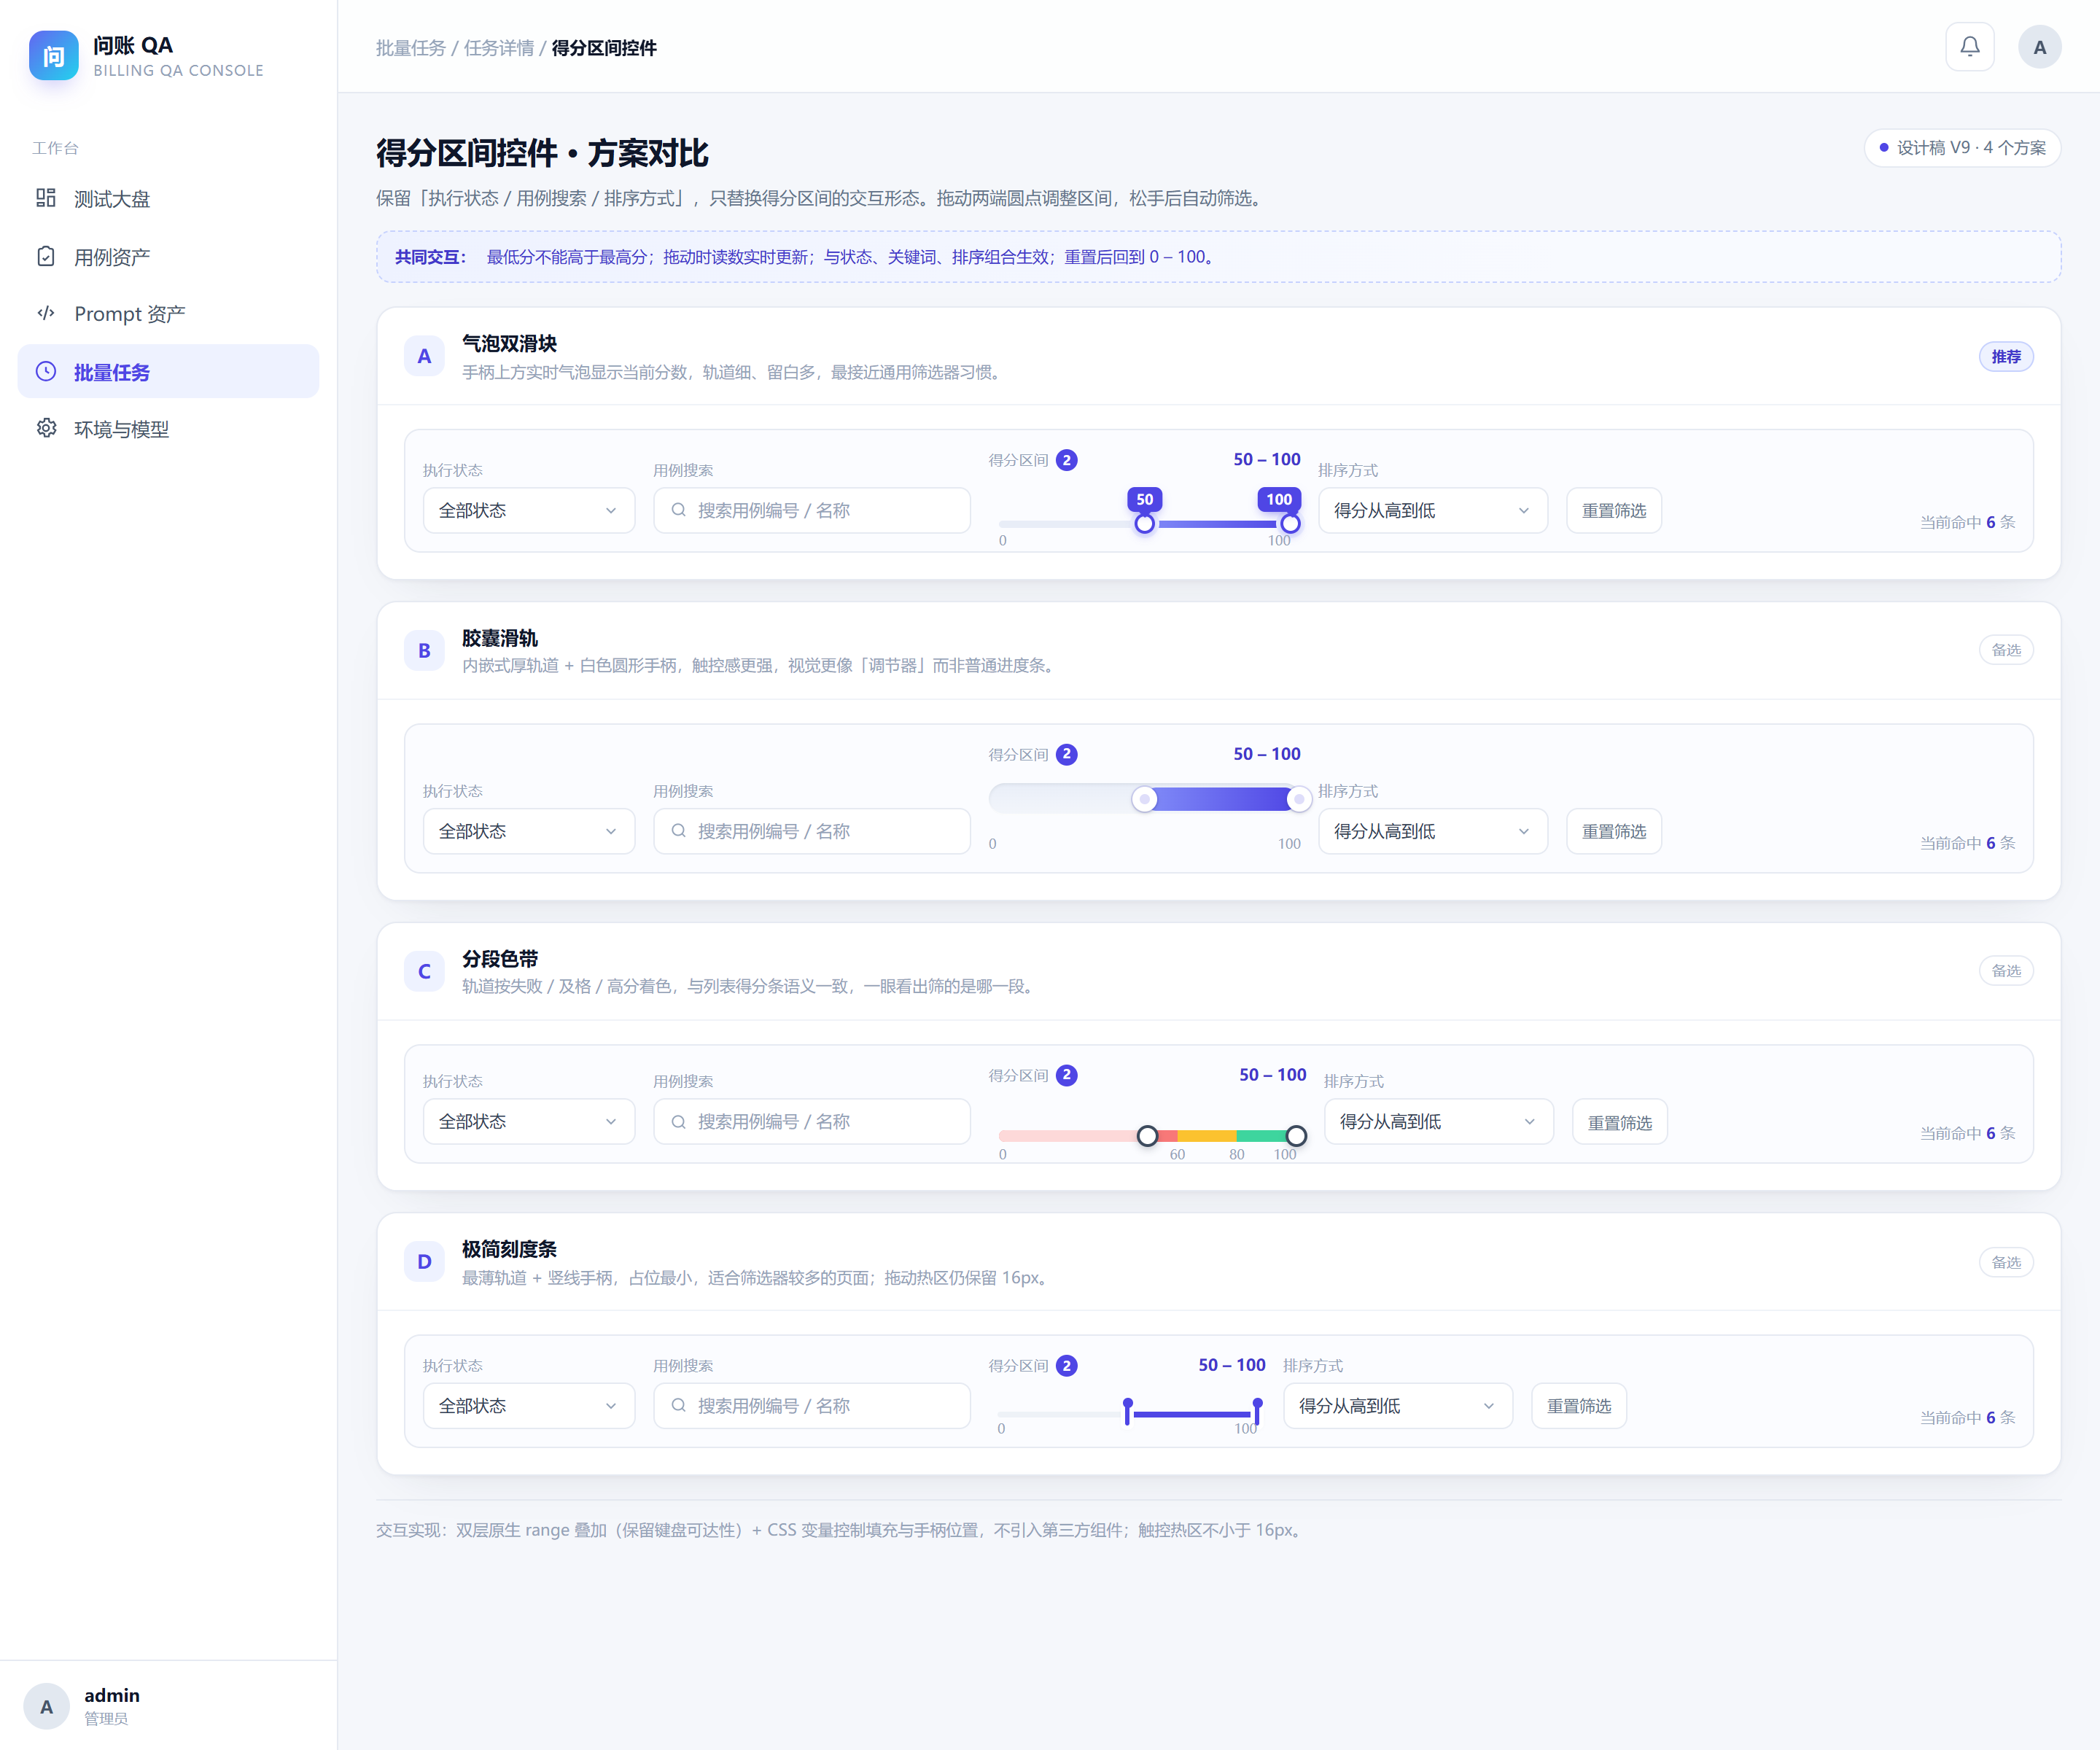 问
问账 QA
BILLING QA CONSOLE
工作台
测试大盘
用例资产
Prompt 资产
批量任务
环境与模型
A
admin
管理员
批量任务 / 任务详情 / 得分区间控件
A
得分区间控件 · 方案对比
设计稿 V9 · 4 个方案
保留「执行状态 / 用例搜索 / 排序方式」，只替换得分区间的交互形态。拖动两端圆点调整区间，松手后自动筛选。
共同交互： 最低分不能高于最高分；拖动时读数实时更新；与状态、关键词、排序组合生效；重置后回到 0 – 100。
A
气泡双滑块
手柄上方实时气泡显示当前分数，轨道细、留白多，最接近通用筛选器习惯。
推荐
执行状态
全部状态
用例搜索
搜索用例编号 / 名称
得分区间 2
50 – 100
50
100
0
100
排序方式
得分从高到低
重置筛选
当前命中 6 条
B
胶囊滑轨
内嵌式厚轨道 + 白色圆形手柄，触控感更强，视觉更像「调节器」而非普通进度条。
备选
执行状态
全部状态
用例搜索
搜索用例编号 / 名称
得分区间 2
50 – 100
0
100
排序方式
得分从高到低
重置筛选
当前命中 6 条
C
分段色带
轨道按失败 / 及格 / 高分着色，与列表得分条语义一致，一眼看出筛的是哪一段。
备选
执行状态
全部状态
用例搜索
搜索用例编号 / 名称
得分区间 2
50 – 100
0
60
80
100
排序方式
得分从高到低
重置筛选
当前命中 6 条
D
极简刻度条
最薄轨道 + 竖线手柄，占位最小，适合筛选器较多的页面；拖动热区仍保留 16px。
备选
执行状态
全部状态
用例搜索
搜索用例编号 / 名称
得分区间 2
50 – 100
0
100
排序方式
得分从高到低
重置筛选
当前命中 6 条
交互实现：双层原生 range 叠加（保留键盘可达性）+ CSS 变量控制填充与手柄位置，不引入第三方组件；触控热区不小于 16px。